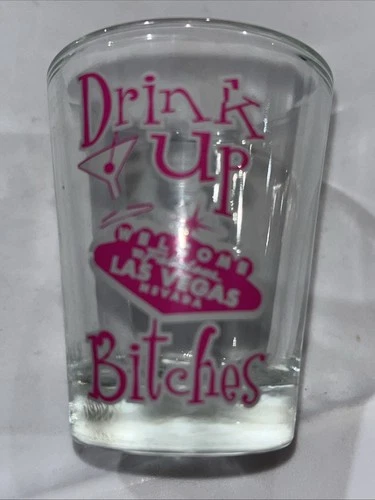 Drink
Up
WELCOME
LAS VEGAS
NEVADA
Bitches